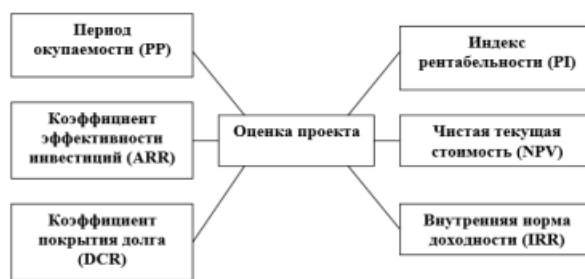 Период
окупаемости (PP)
Коэффициент
эффективности
инвестиций (ARR)
Коэффициент
покрытия долга
(DCR)
Оценка проекта
Индекс
рентабельности (PI)
Чистая текущая
стоимость (NPV)
Внутренняя норма
доходности (IRR)